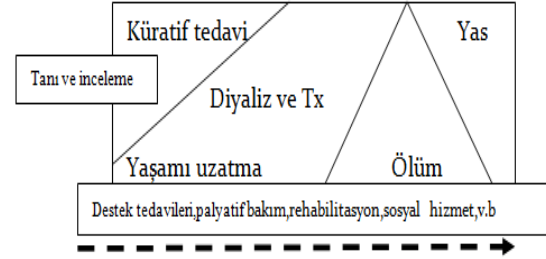 Küratif tedavi
Yas
Tanı ve inceleme
Diyaliz ve Tx
Yaşamı uzatma
Ölüm
Destek tedavileri,palyatif bakım,rehabilitasyon,sosyal hizmet,v.b